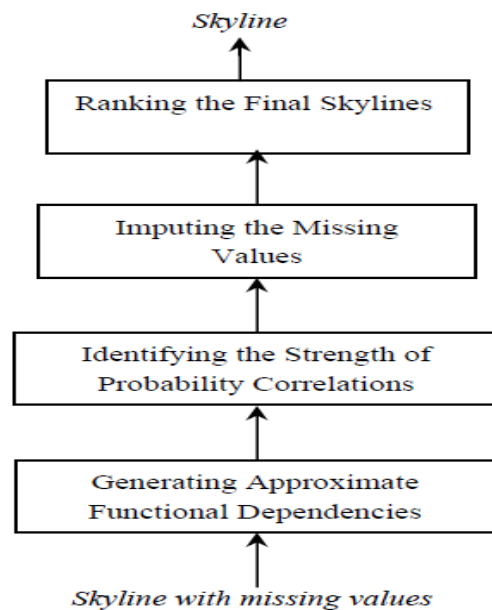 Skyline
Ranking the Final Skylines
Imputing the Missing
Values
Identifying the Strength of
Probability Correlations
Generating Approximate
Functional Dependencies
Skyline with missing values